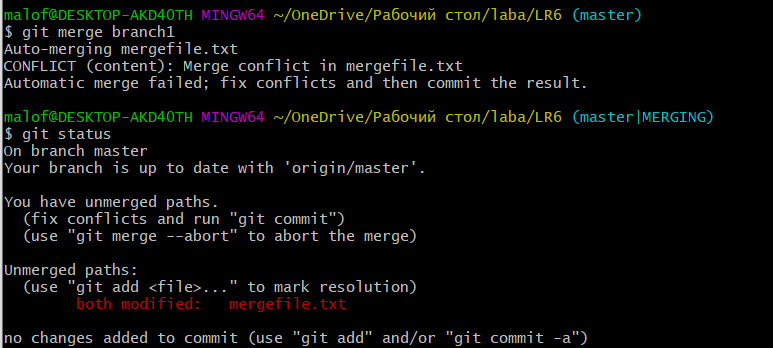 malof@DESKTOP-AKD40TH MINGW64 ~/OneDrive/Рабочий стол/laba/LR6 (master)
$ git merge branch1
Auto-merging mergefile.txt
CONFLICT (content): Merge conflict in mergefile.txt
Automatic merge failed; fix conflicts and then commit the result.
malof@DESKTOP-AKD40TH MINGW64 ~/OneDrive/Рабочий стол/laba/LR6 (master|MERGING)
$ git status
On branch master
Your branch is up to date with 'origin/master'.
You have unmerged paths.
(fix conflicts and run "git commit")
(use "git merge --abort" to abort the merge)
Unmerged paths:
(use "git add <file>..." to mark resolution)
both modified:   mergefile.txt
no changes added to commit (use "git add" and/or "git commit -a")